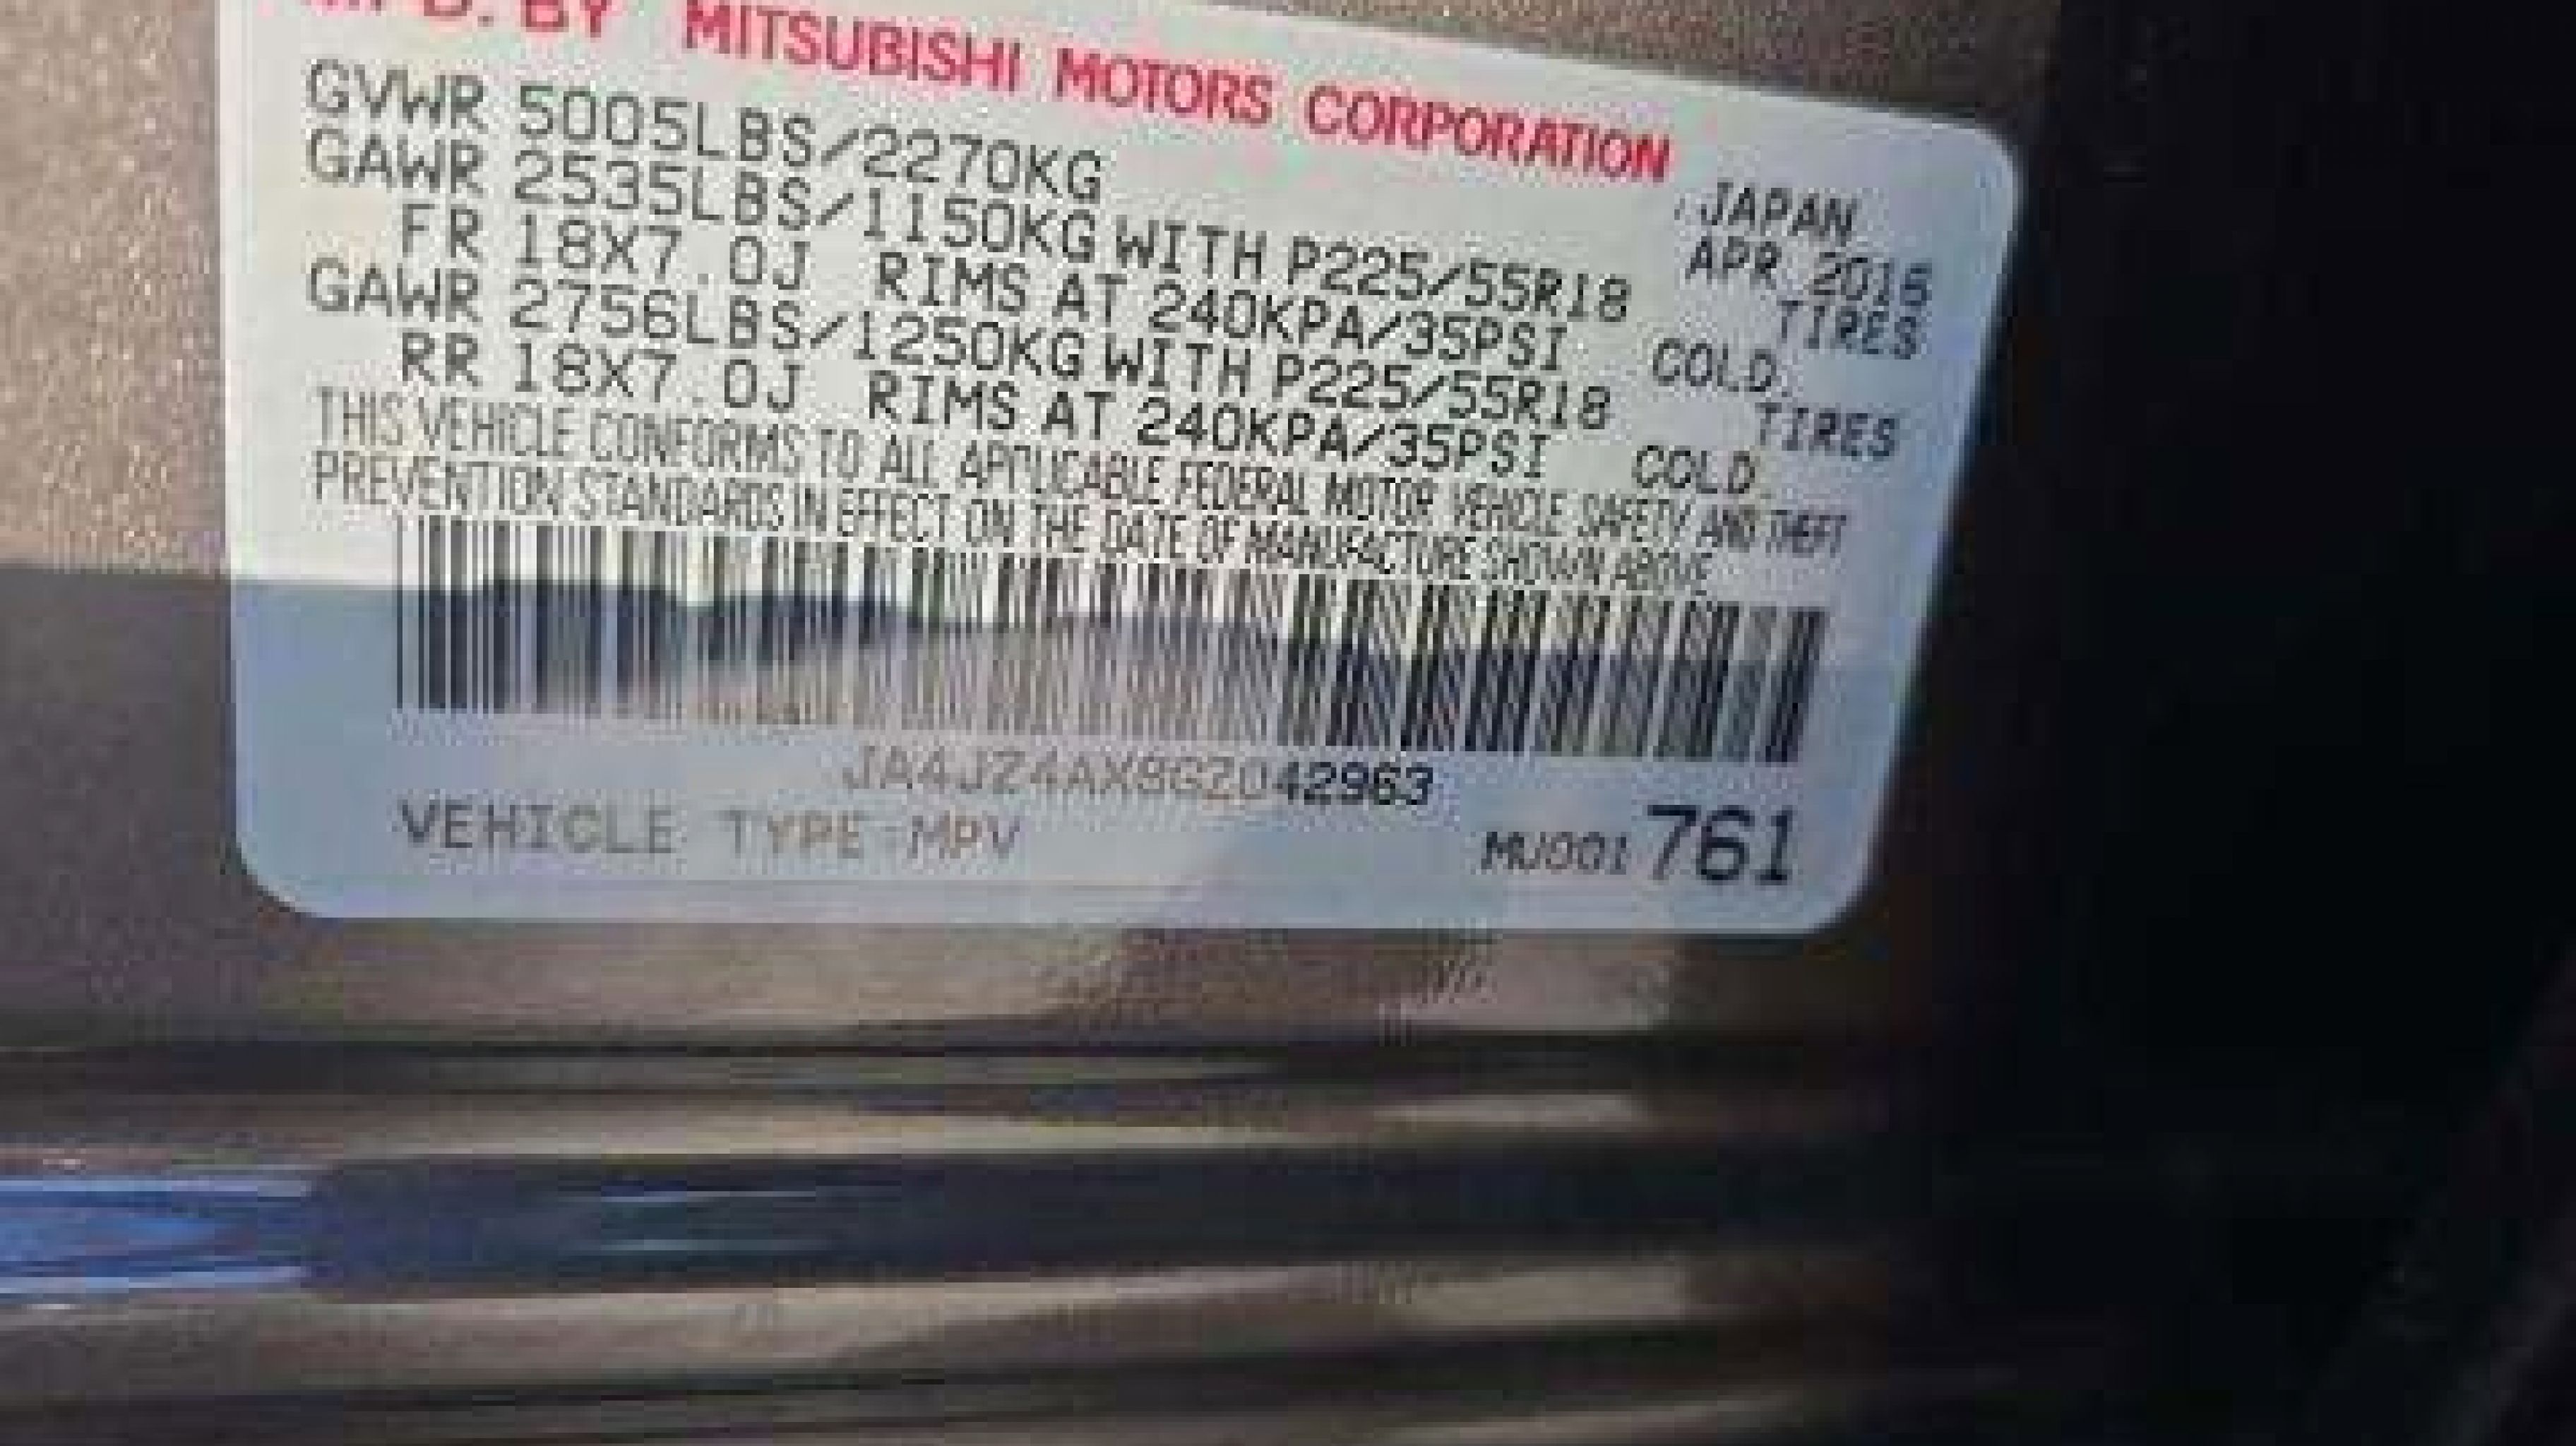 MFD. BY MITSUBISHI MOTORS CORPORATION
JAPAN
GVWR 5005LBS/2270KG APR. 2016
GAWR 2535LBS/1150KG WITH P225/55R18 TIRES
FR 18X7.0J RIMS AT 240KPA/35PSI COLD.
GAWR 2756LBS/1250KG WITH P225/55R18 TIRES
RR 18X7.0J RIMS AT 240KPA/35PSI COLD.
THIS VEHICLE CONFORMS TO ALL APPLICABLE FEDERAL MOTOR VEHICLE SAFETY AND THEFT
PREVENTION STANDARDS IN EFFECT ON THE DATE OF MANUFACTURE SHOWN ABOVE
VEHICLE TYPE MPV MU001 761